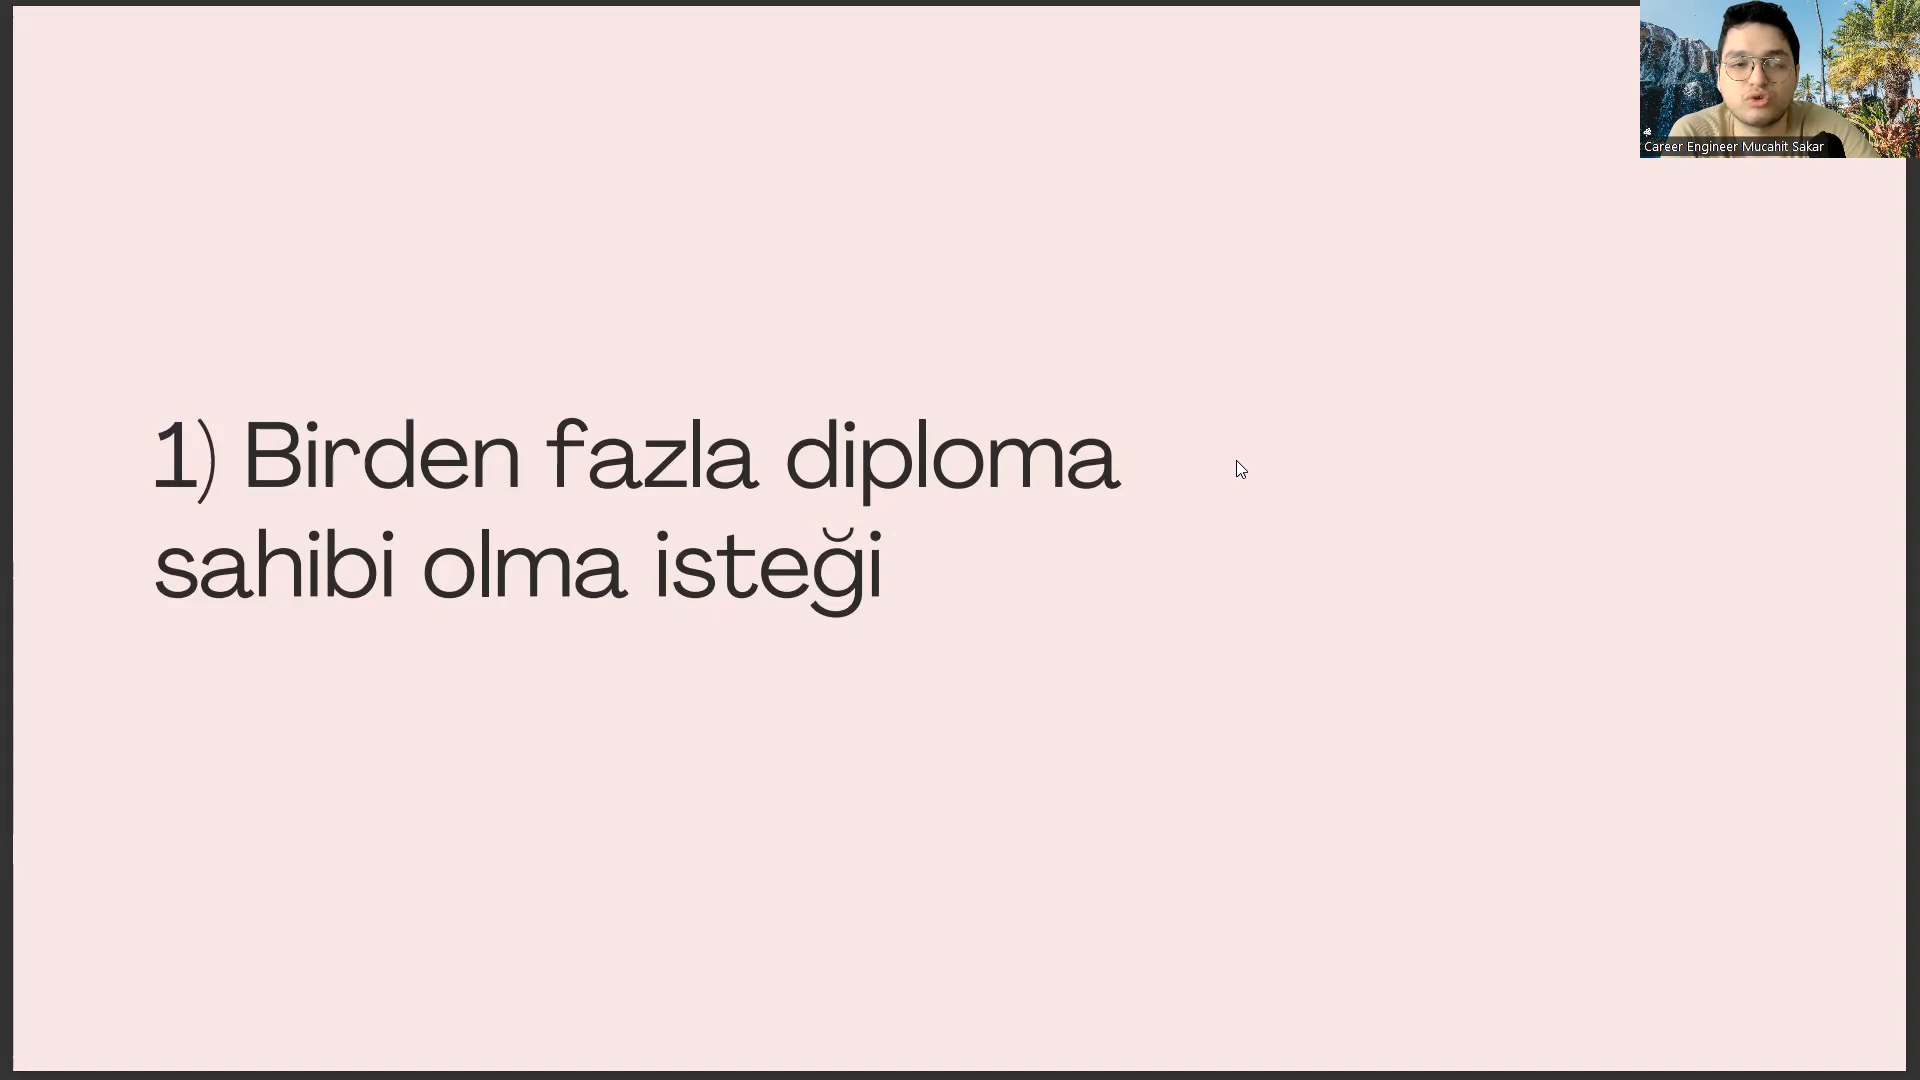 Career Engineer Mucahit Sakar
1) Birden fazla diploma
sahibi olma isteği